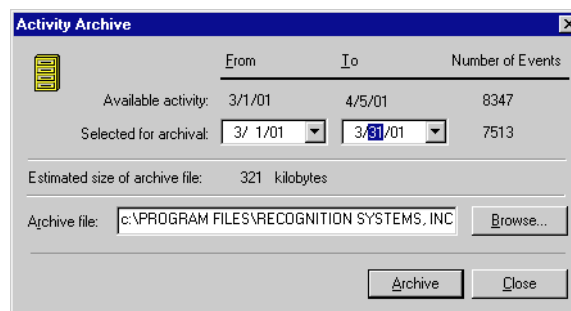 Activity Archive
From To Number of Events
Available activity: 3/1/01 4/5/01 8347
Selected for archival: 3/ 1/01 3/31/01 7513
Estimated size of archive file: 321 kilobytes
Archive file: c:\PROGRAM FILES\RECOGNITION SYSTEMS, INC Browse...
Archive Close